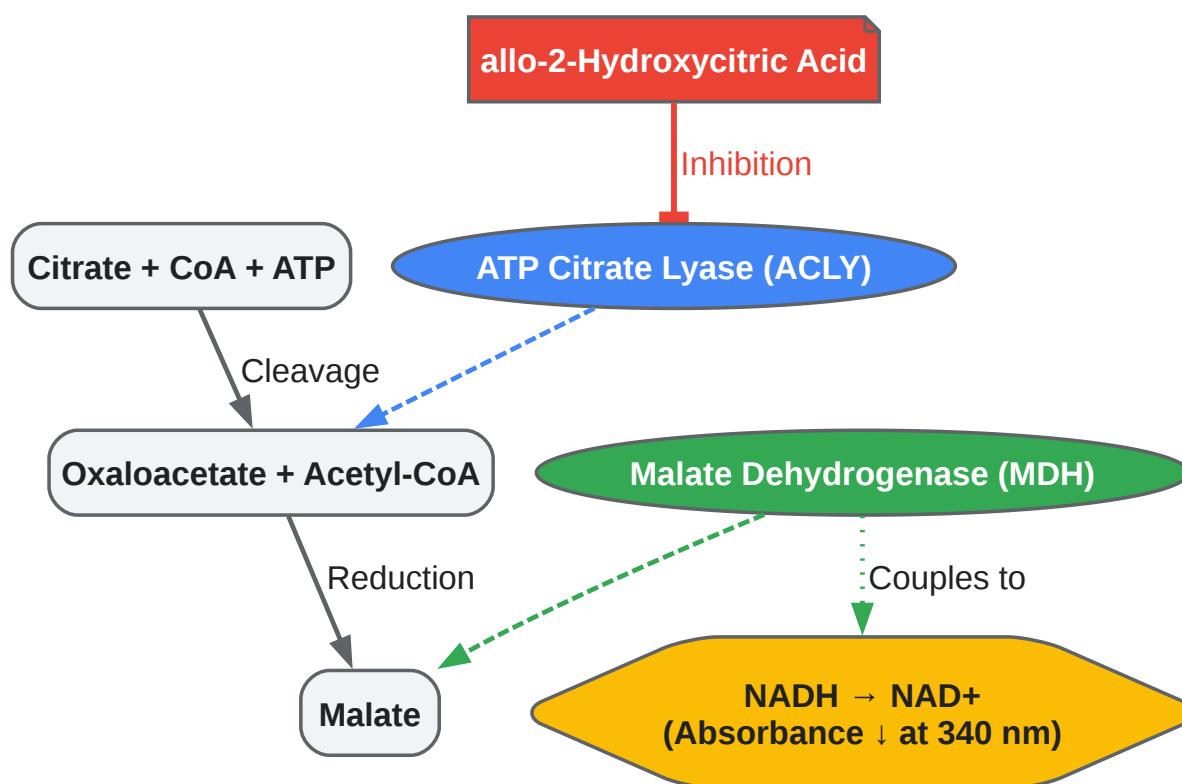 allo-2-Hydroxycitric Acid
Inhibition
Citrate + CoA + ATP
ATP Citrate Lyase (ACLY)
Cleavage
Oxaloacetate + Acetyl-CoA
Malate Dehydrogenase (MDH)
Reduction
Couples to
Malate
NADH → NAD+
(Absorbance ↓ at 340 nm)